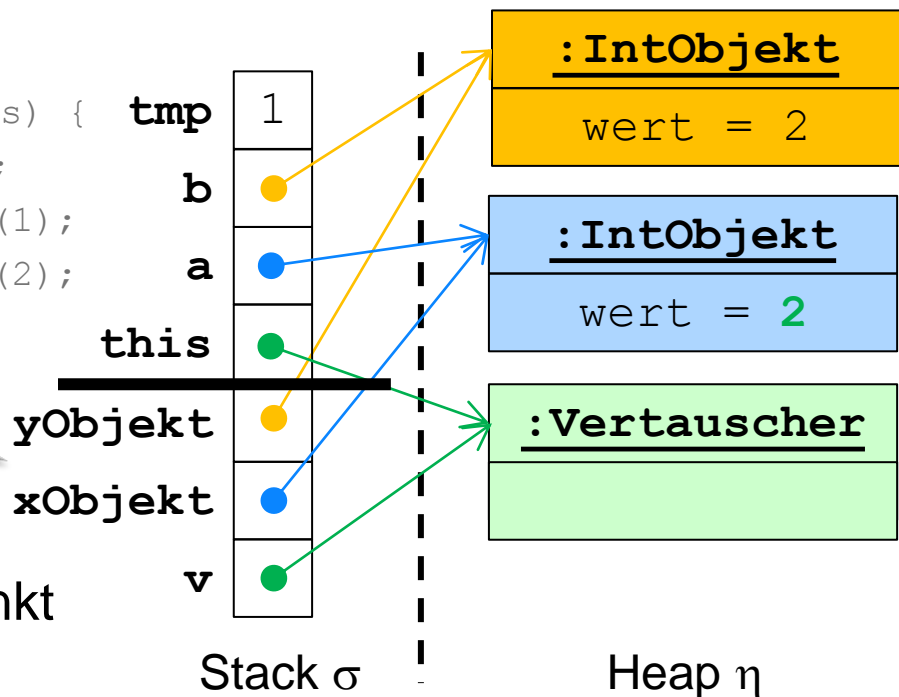 s) {
;
(1);
(2);
tmp
1
b
a
this
yObjekt
xObjekt
v
nkt
Stack σ
:IntObjekt
wert = 2
:IntObjekt
wert = 2
:Vertauscher
Heap η